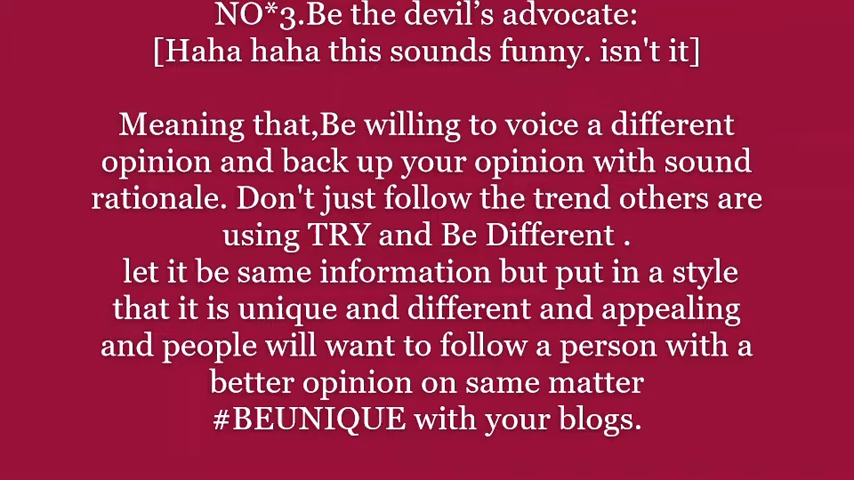 NO*3.Be the devil’s advocate:
[Haha haha this sounds funny. isn't it]
Meaning that,Be willing to voice a different
opinion and back up your opinion with sound
rationale. Don't just follow the trend others are
using TRY and Be Different .
let it be same information but put in a style
that it is unique and different and appealing
and people will want to follow a person with a
better opinion on same matter
#BEUNIQUE with your blogs.